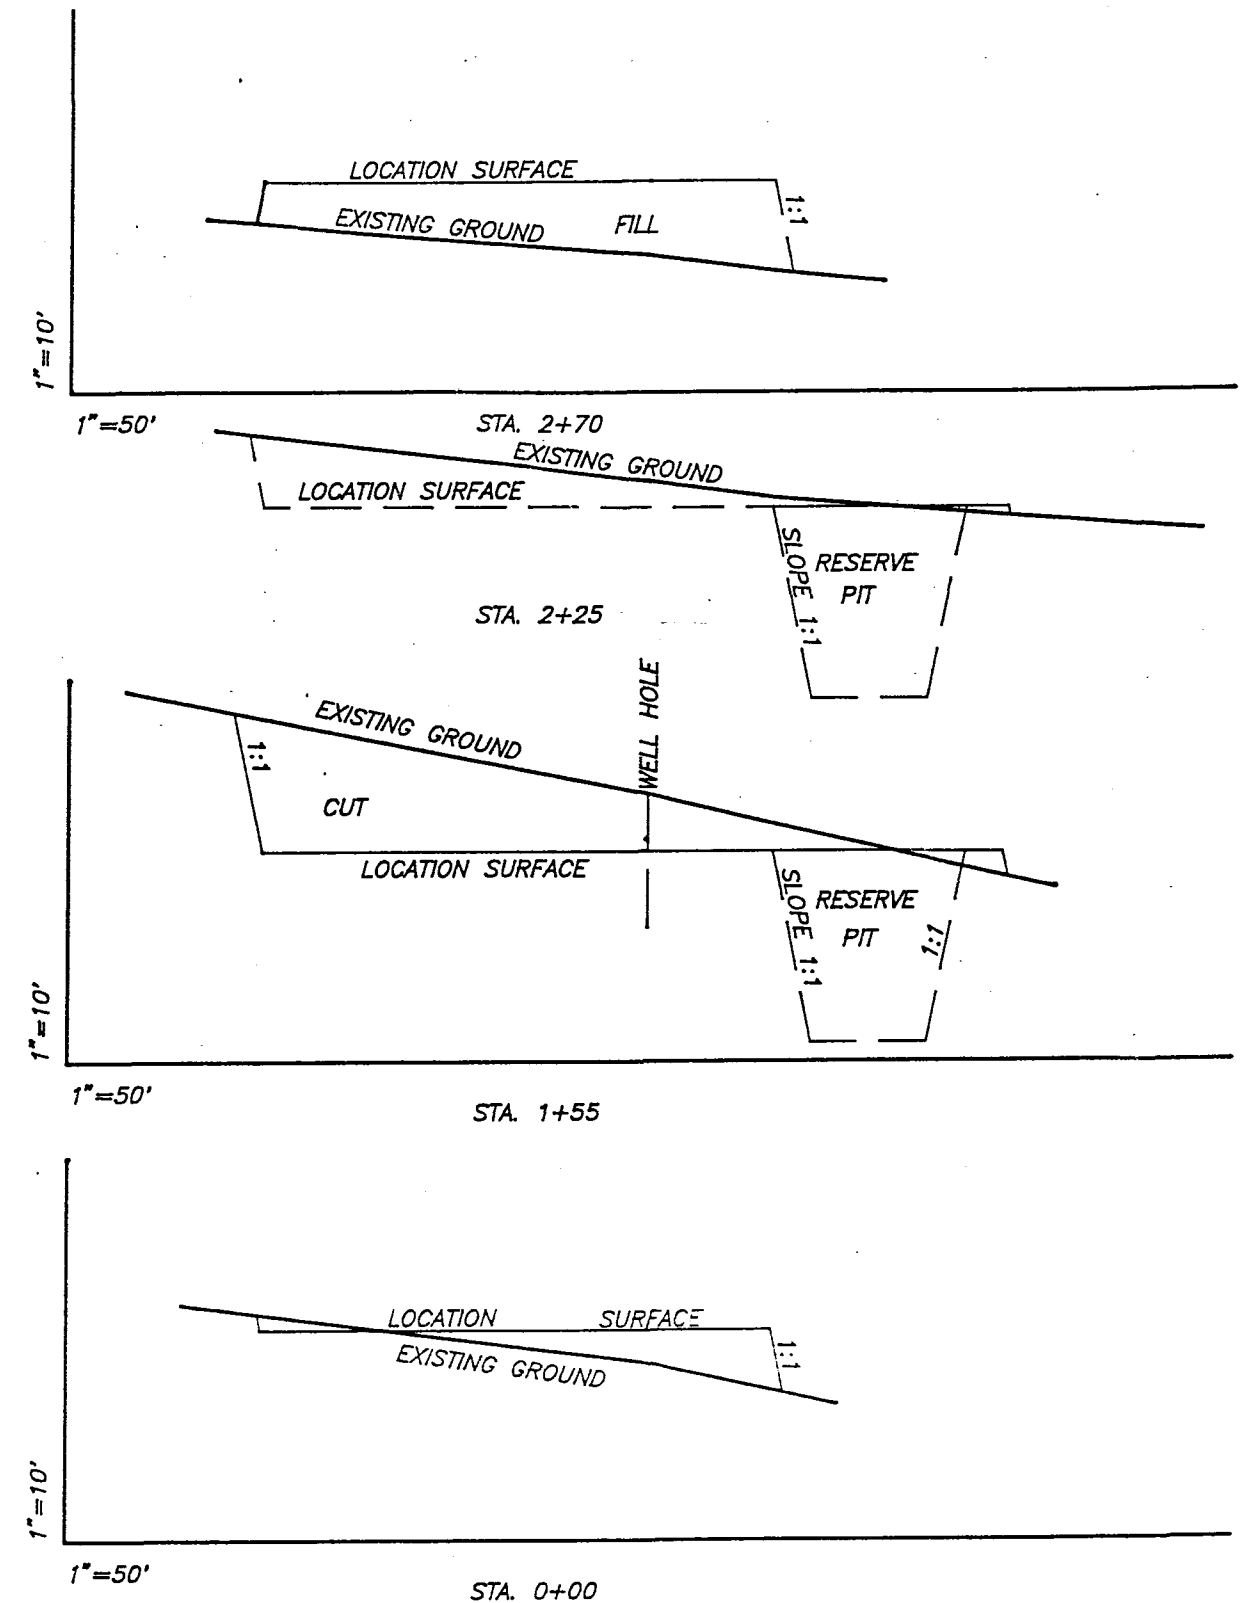 LOCATION SURFACE
1:1
EXISTING GROUND FILL
1"=10'
1"=50'
STA. 2+70
EXISTING GROUND
LOCATION SURFACE
SLOPE 1:1
RESERVE
PIT
STA. 2+25
WELL HOLE
EXISTING GROUND
1:1
CUT
LOCATION SURFACE
SLOPE 1:1
RESERVE
PIT
1:1
1"=10'
1"=50'
STA. 1+55
LOCATION SURFACE
1:1
EXISTING GROUND
1"=10'
1"=50'
STA. 0+00